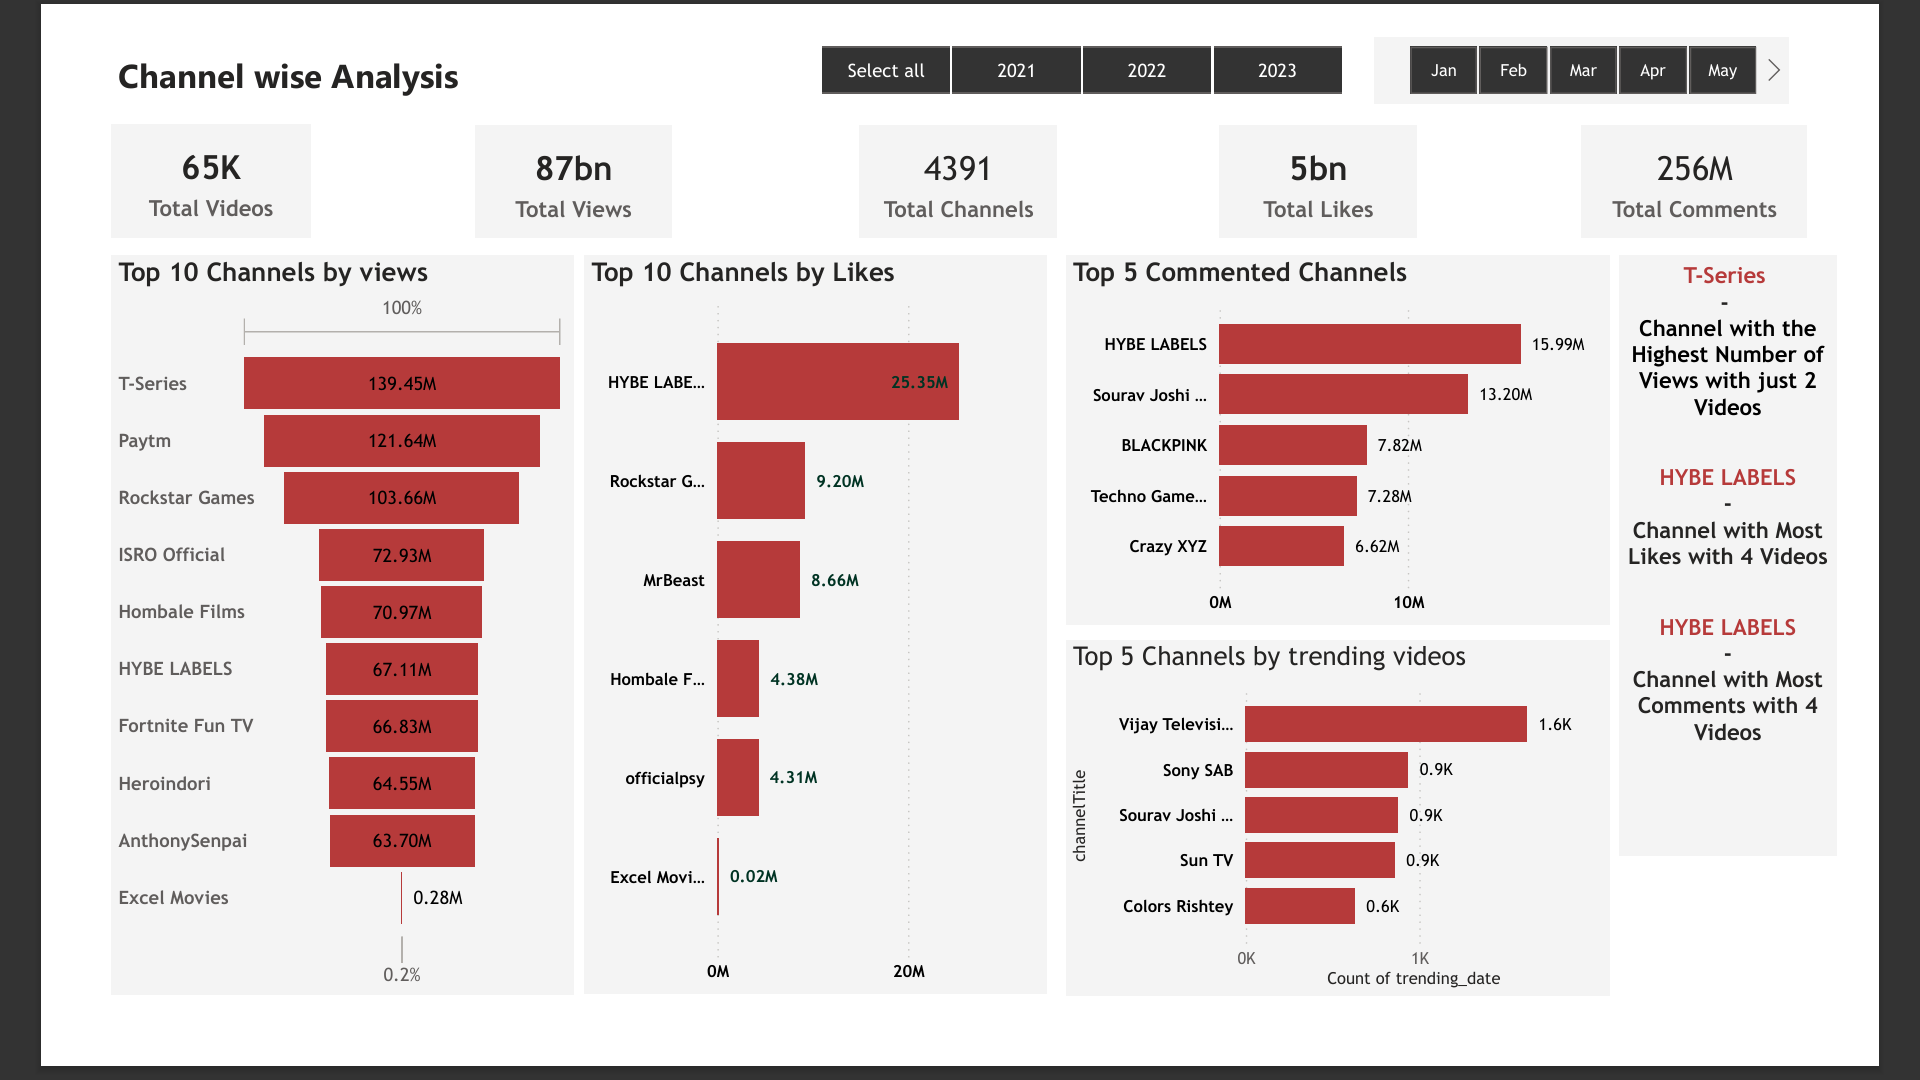 Channel wise Analysis
Select all
2021
2022
2023
Jan
Feb
Mar
Apr
May
65K
Total Videos
87bn
Total Views
4391
Total Channels
5bn
Total Likes
256M
Total Comments
Top 10 Channels by views
100%
T-Series
139.45M
Paytm
121.64M
Rockstar Games
103.66M
ISRO Official
72.93M
Hombale Films
70.97M
HYBE LABELS
67.11M
Fortnite Fun TV
66.83M
Heroindori
64.55M
AnthonySenpai
63.70M
Excel Movies
0.28M
0.2%
Top 10 Channels by Likes
HYBE LABE...
25.35M
Rockstar G...
9.20M
MrBeast
8.66M
Hombale F...
4.38M
officialpsy
4.31M
Excel Movi...
0.02M
0M
20M
Top 5 Commented Channels
HYBE LABELS
15.99M
Sourav Joshi ...
13.20M
BLACKPINK
7.82M
Techno Game...
7.28M
Crazy XYZ
6.62M
0M
10M
Top 5 Channels by trending videos
channelTitle
Vijay Televisi...
1.6K
Sony SAB
0.9K
Sourav Joshi ...
0.9K
Sun TV
0.9K
Colors Rishtey
0.6K
0K
1K
Count of trending_date
T-Series
-
Channel with the
Highest Number of
Views with just 2
Videos
HYBE LABELS
-
Channel with Most
Likes with 4 Videos
HYBE LABELS
-
Channel with Most
Comments with 4
Videos